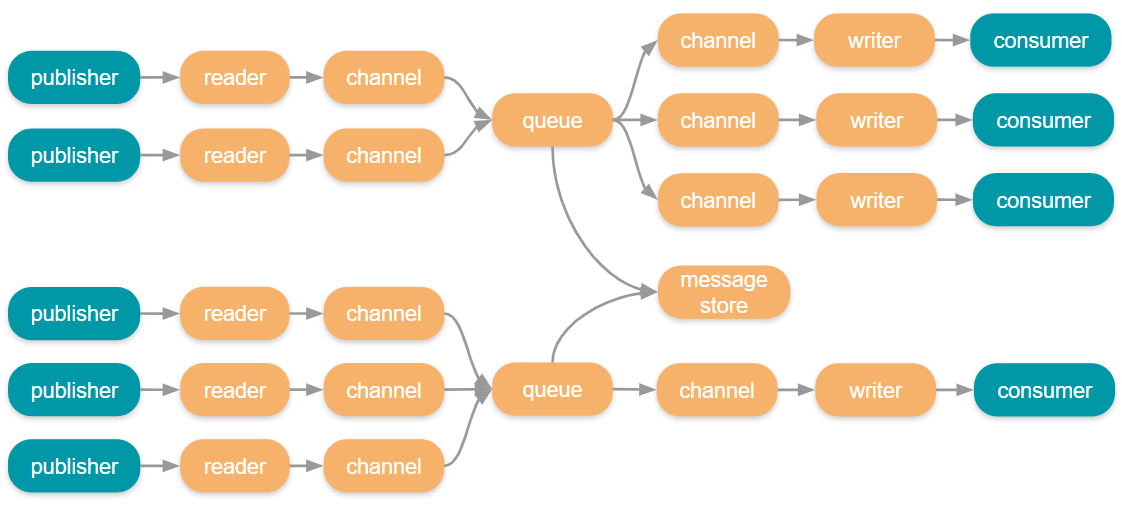 channel
writer
consumer
publisher
reader
channel
queue
channel
writer
consumer
publisher
reader
channel
channel
writer
consumer
message
store
publisher
reader
channel
publisher
reader
channel
queue
channel
writer
consumer
publisher
reader
channel